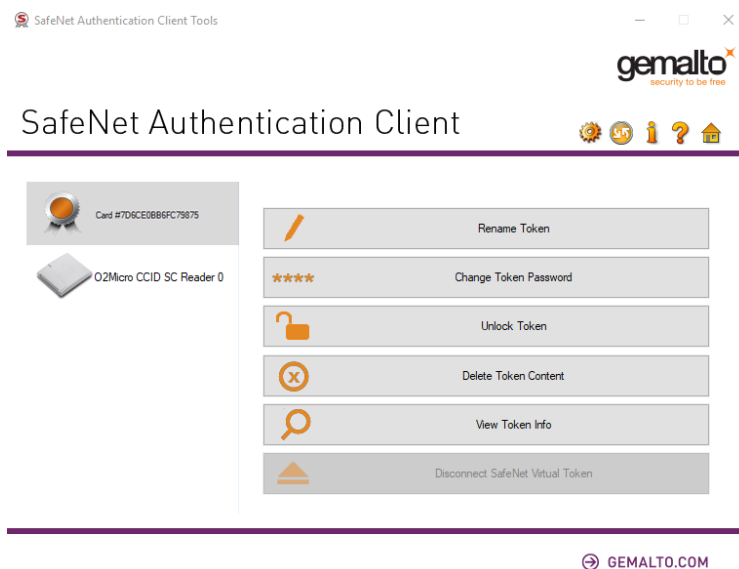 SafeNet Authentication Client Tools
gemalto
security to be free
SafeNet Authentication Client
Card #7D6CE0BB6FC79875
O2Micro CCID SC Reader 0
Rename Token
****
Change Token Password
Unlock Token
Delete Token Content
View Token Info
Disconnect SafeNet Virtual Token
GEMALTO.COM